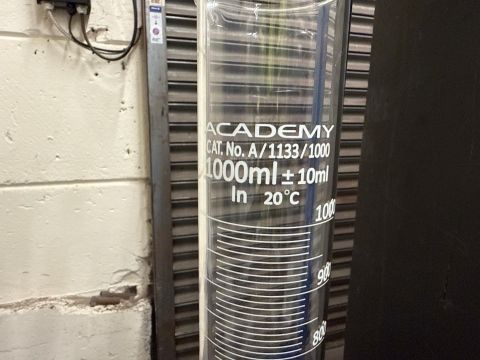 ACADEMY
CAT. No. A/1133/1000
1000ml ± 10ml
In 20°C
1000
900
800